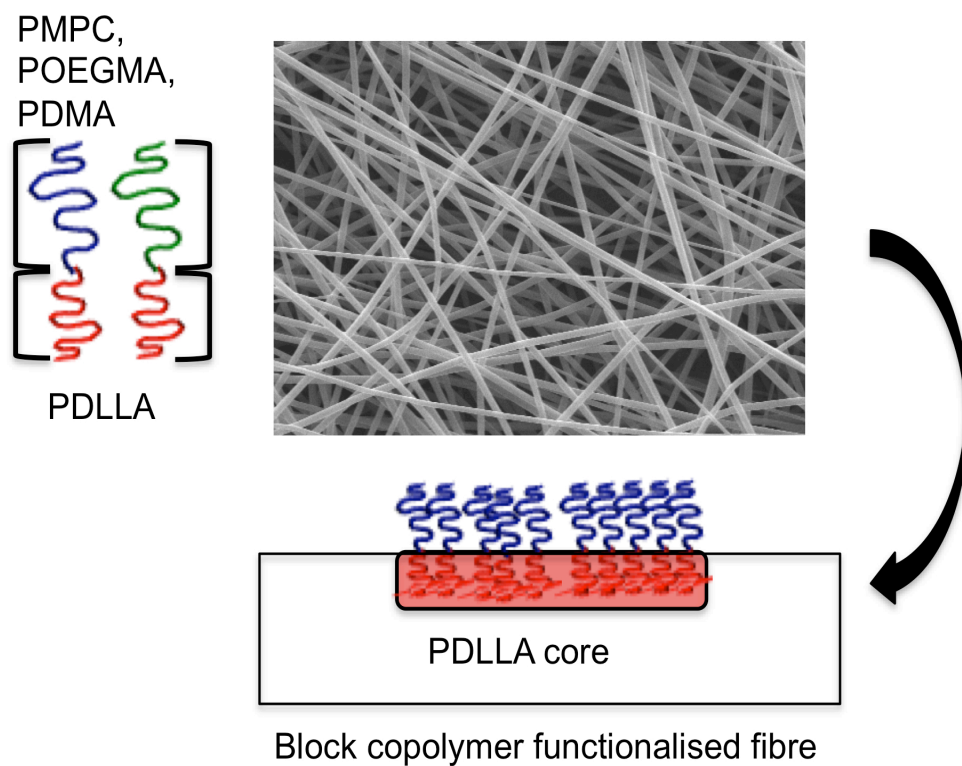 PMPC,
POEGMA,
PDMA
PDLLA
PDLLA core
Block copolymer functionalised fibre